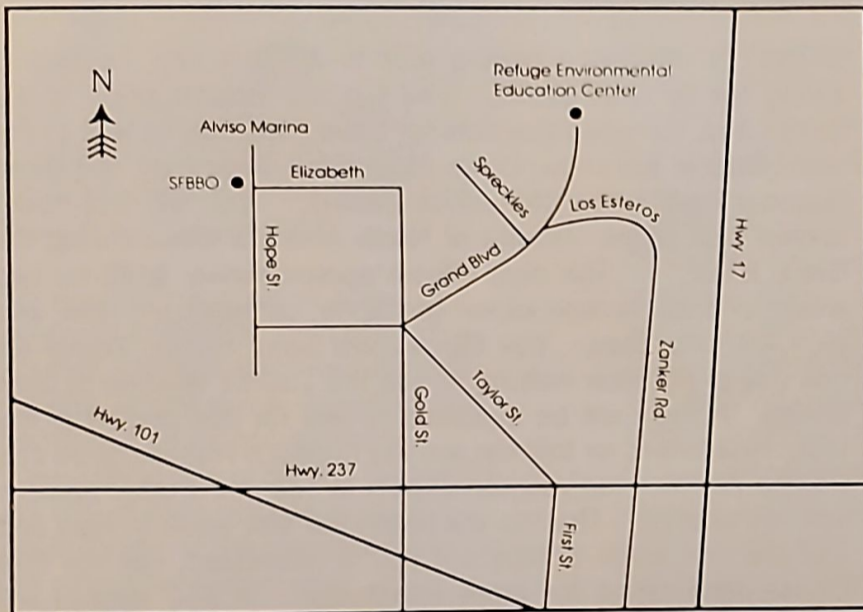 N
Refuge Environmental
Education Center
Alviso Marina
SFBBO
Elizabeth
Spreckles
Los Esteros
Hope St.
Grand Blvd
Hwy 17
Zanker Rd.
Taylor St.
Gold St.
Hwy. 101
Hwy. 237
First St.